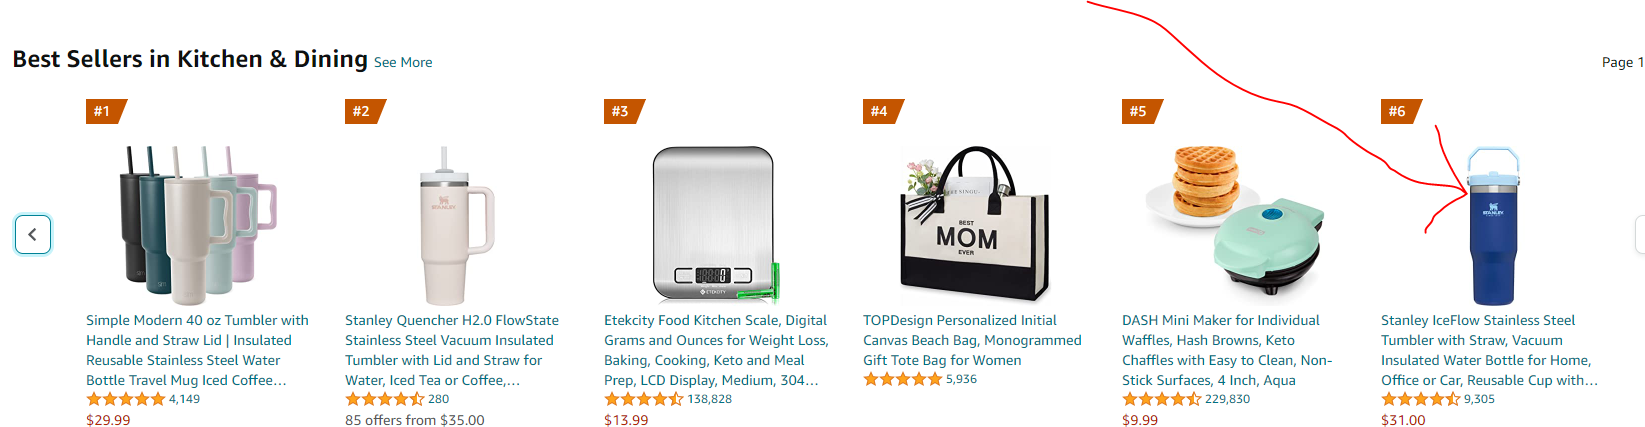 Best Sellers in Kitchen & Dining See More
Page 1
#1
#2
#3
#4
#5
#6
STANLEY
ETEKCITY
BEST
MOM
EVER
STANLEY
Simple Modern 40 oz Tumbler with
Handle and Straw Lid | Insulated
Reusable Stainless Steel Water
Bottle Travel Mug Iced Coffee…
4,149
$29.99
Stanley Quencher H2.0 FlowState
Stainless Steel Vacuum Insulated
Tumbler with Lid and Straw for
Water, Iced Tea or Coffee,…
280
85 offers from $35.00
Etekcity Food Kitchen Scale, Digital
Grams and Ounces for Weight Loss,
Baking, Cooking, Keto and Meal
Prep, LCD Display, Medium, 304…
138,828
$13.99
TOPDesign Personalized Initial
Canvas Beach Bag, Monogrammed
Gift Tote Bag for Women
5,936
DASH Mini Maker for Individual
Waffles, Hash Browns, Keto
Chaffles with Easy to Clean, Non-
Stick Surfaces, 4 Inch, Aqua
229,830
$9.99
Stanley IceFlow Stainless Steel
Tumbler with Straw, Vacuum
Insulated Water Bottle for Home,
Office or Car, Reusable Cup with…
9,305
$31.00